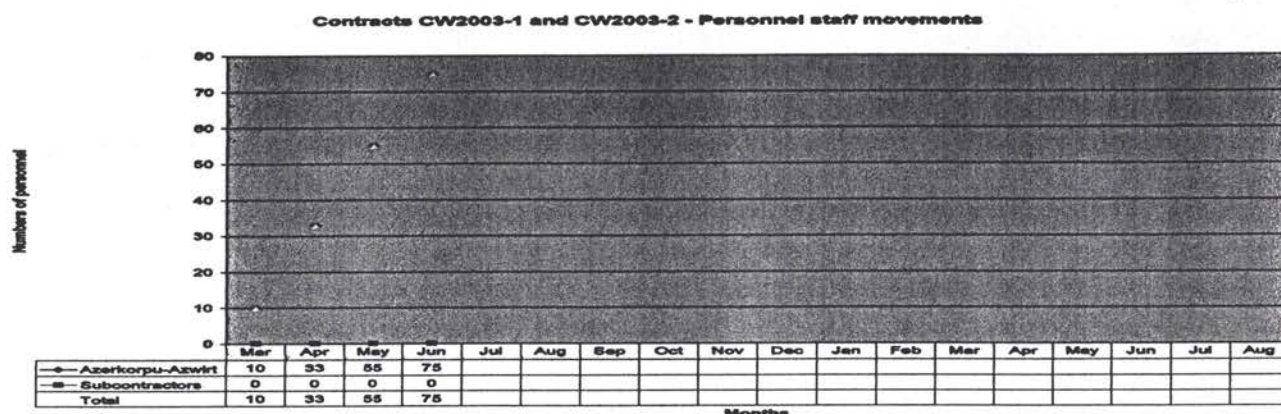 Contracts CW2003-1 and CW2003-2 - Personnel staff movements
Numbers of personnel
80
70
60
50
40
30
20
10
0
Mar Apr May Jun Jul Aug Sep Oct Nov Dec Jan Feb Mar Apr May Jun Jul Aug
Azerkorpu-Azwirt 10 33 55 75
Subcontractors 0 0 0 0
Total 10 33 55 75
Months